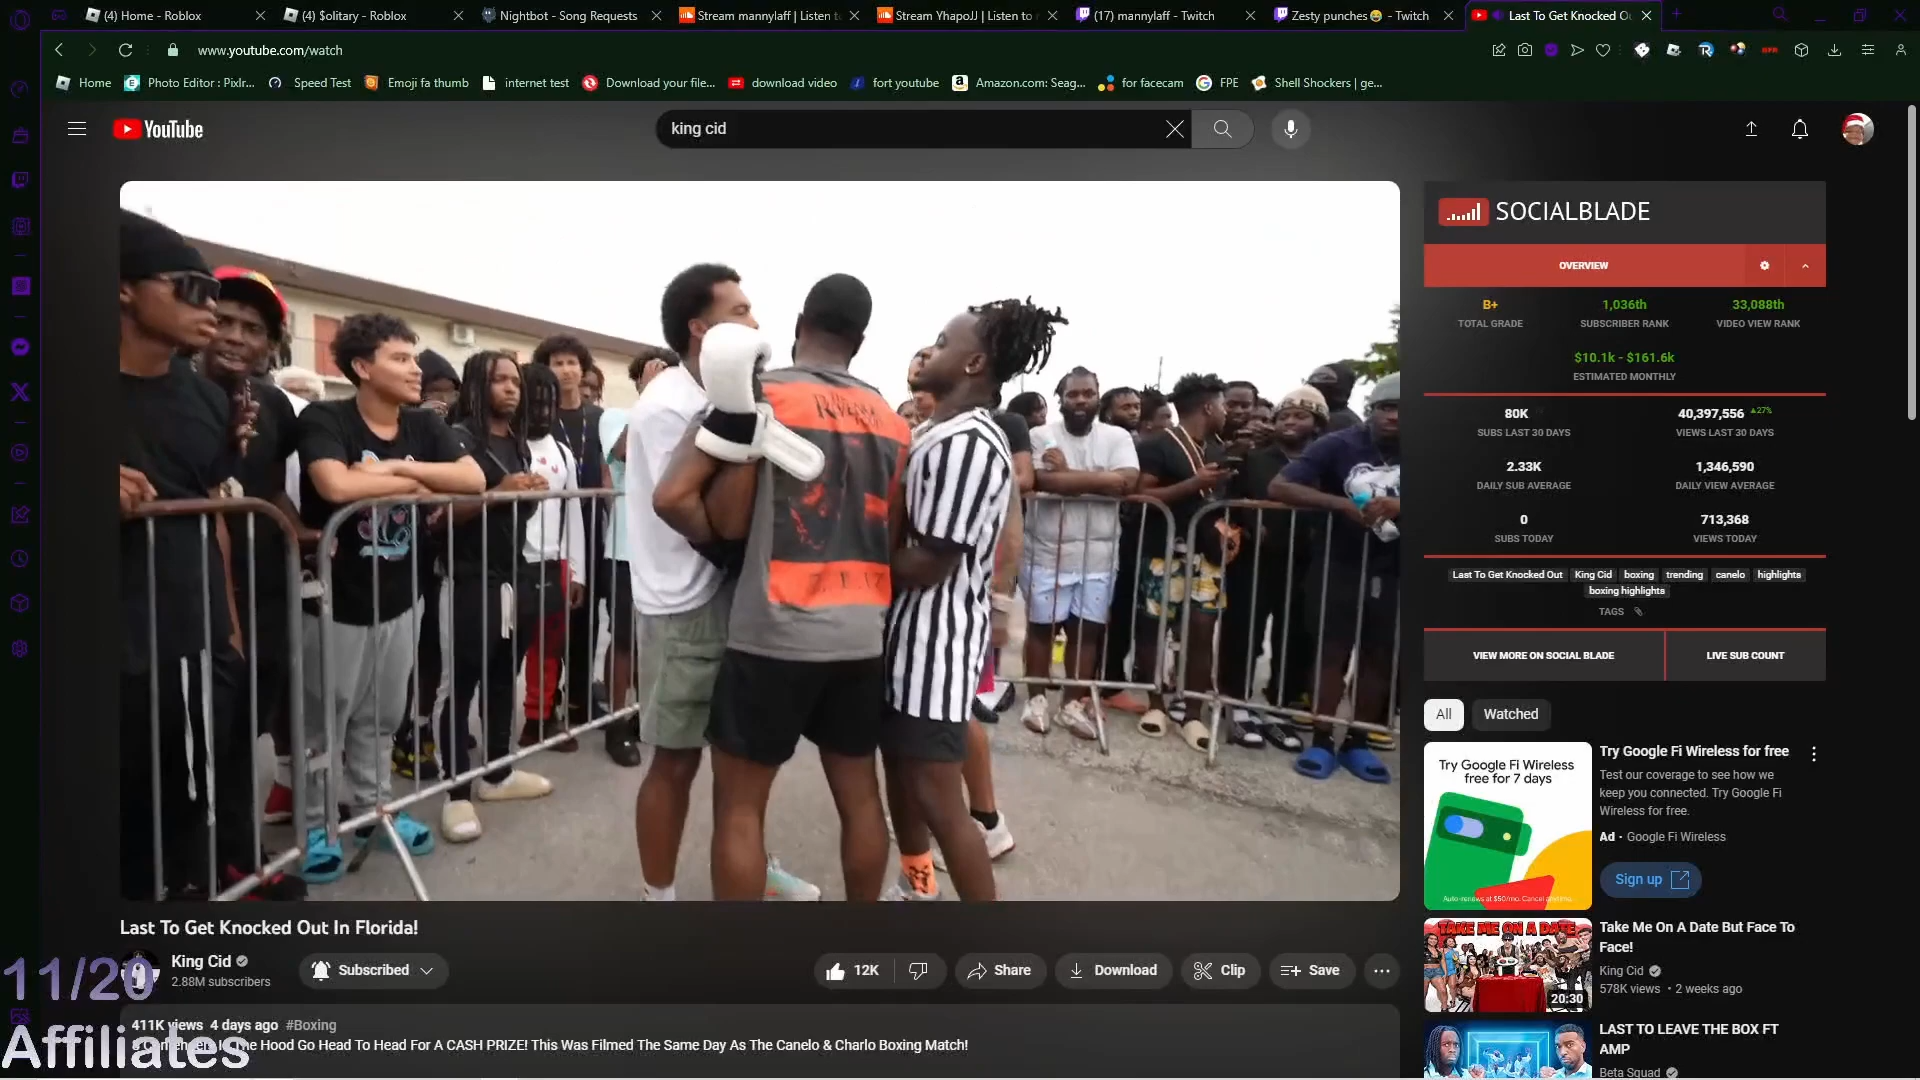 (4) Home - Roblox
(4) $olitary - Roblox
Nightbot - Song Requests
Stream mannylaff | Listen t
Stream YhapoJJ | Listen to
(17) mannylaff - Twitch
Zesty punches😂 - Twitch
Last To Get Knocked O
www.youtube.com/watch
Home
Photo Editor : Pixlr...
Speed Test
Emoji fa thumb
internet test
Download your file...
download video
fort youtube
Amazon.com: Seag...
for facecam
FPE
Shell Shockers | ge...
YouTube
king cid
SOCIALBLADE
OVERVIEW
B+
1,036th
33,088th
TOTAL GRADE
SUBSCRIBER RANK
VIDEO VIEW RANK
$10.1k - $161.6k
ESTIMATED MONTHLY
80K
40,397,556 ▲27%
SUBS LAST 30 DAYS
VIEWS LAST 30 DAYS
2.33K
1,346,590
DAILY SUB AVERAGE
DAILY VIEW AVERAGE
0
713,368
SUBS TODAY
VIEWS TODAY
Last To Get Knocked Out King Cid boxing trending canelo highlights
boxing highlights
TAGS
VIEW MORE ON SOCIAL BLADE
LIVE SUB COUNT
All
Watched
Try Google Fi Wireless
free for 7 days
Try Google Fi Wireless for free
Test our coverage to see how we
keep you connected. Try Google Fi
Wireless for free.
Ad · Google Fi Wireless
Sign up
TAKE ME ON A DATE
20:30
Take Me On A Date But Face To
Face!
King Cid
578K views • 2 weeks ago
LAST TO LEAVE THE BOX FT
AMP
Beta Squad
Last To Get Knocked Out In Florida!
King Cid
2.88M subscribers
Subscribed
12K
Share
Download
Clip
Save
11/20
Affiliates
411K views 4 days ago #Boxing
The Hood Go Head To Head For A CASH PRIZE! This Was Filmed The Same Day As The Canelo & Charlo Boxing Match!